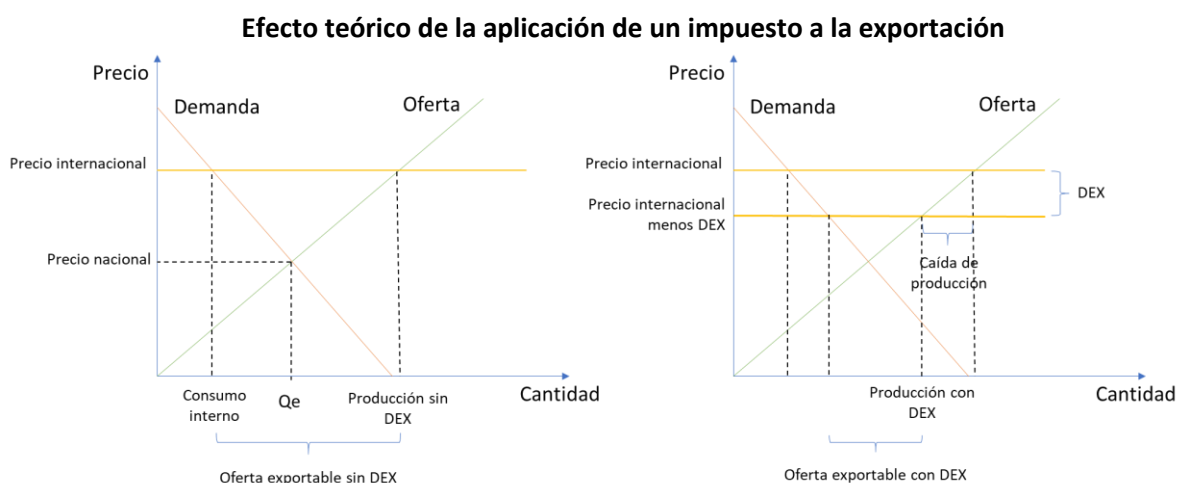 Efecto teórico de la aplicación de un impuesto a la exportación
Precio
Demanda
Oferta
Precio internacional
Precio nacional
Consumo
interno
Qe
Producción sin
DEX
Cantidad
Oferta exportable sin DEX
Precio
Demanda
Oferta
Precio internacional
DEX
Precio internacional
menos DEX
Caída de
producción
Producción con
DEX
Cantidad
Oferta exportable con DEX